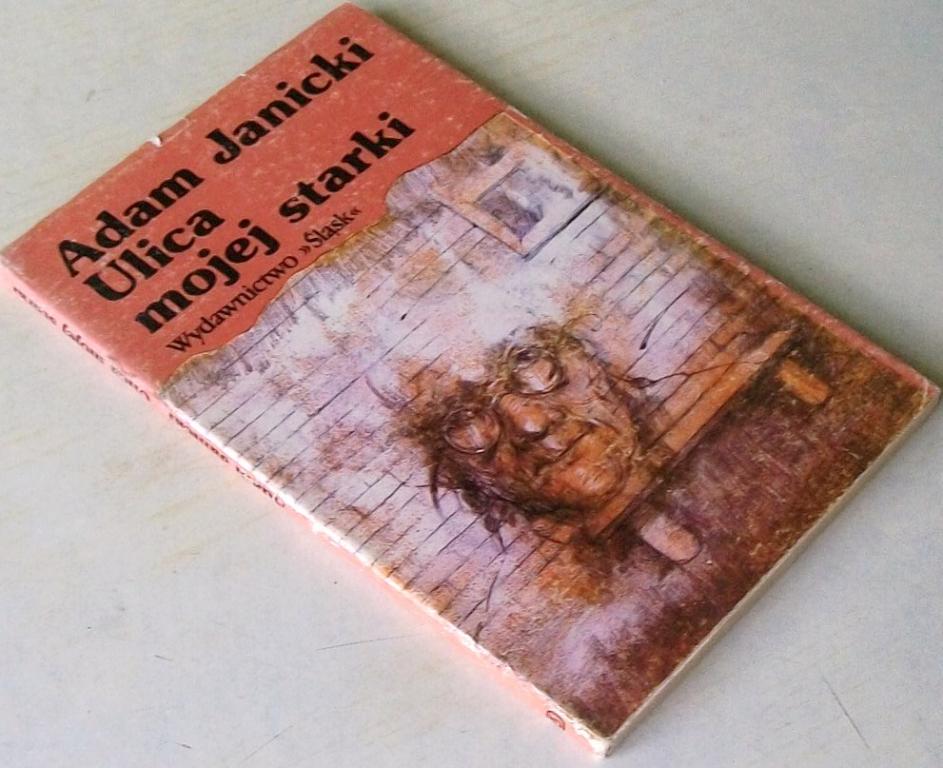 Adam Janicki
Ulica
mojej starki
Wydawnictwo »Śląsk«